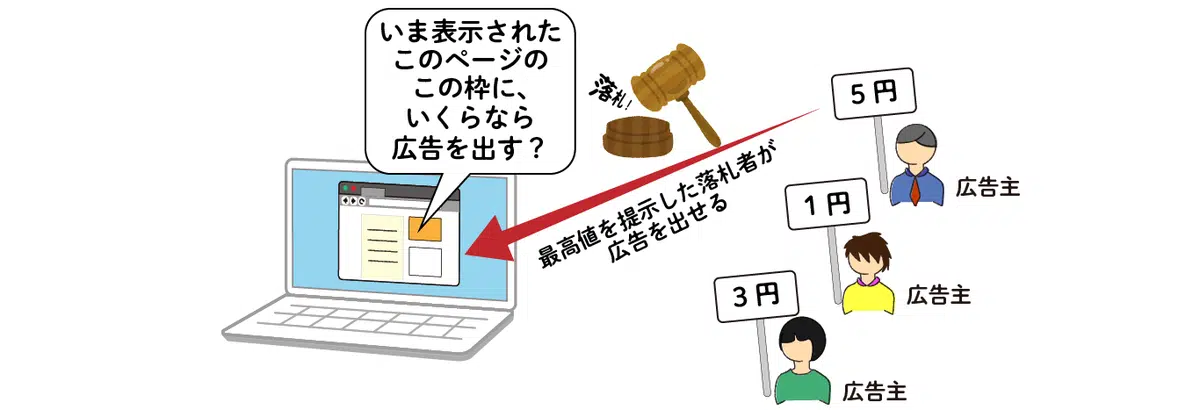 いま表示された
このページの
この枠に、
いくらなら
広告を出す？
落札！
最高値を提示した落札者が
広告を出せる
5円
広告主
1円
広告主
3円
広告主